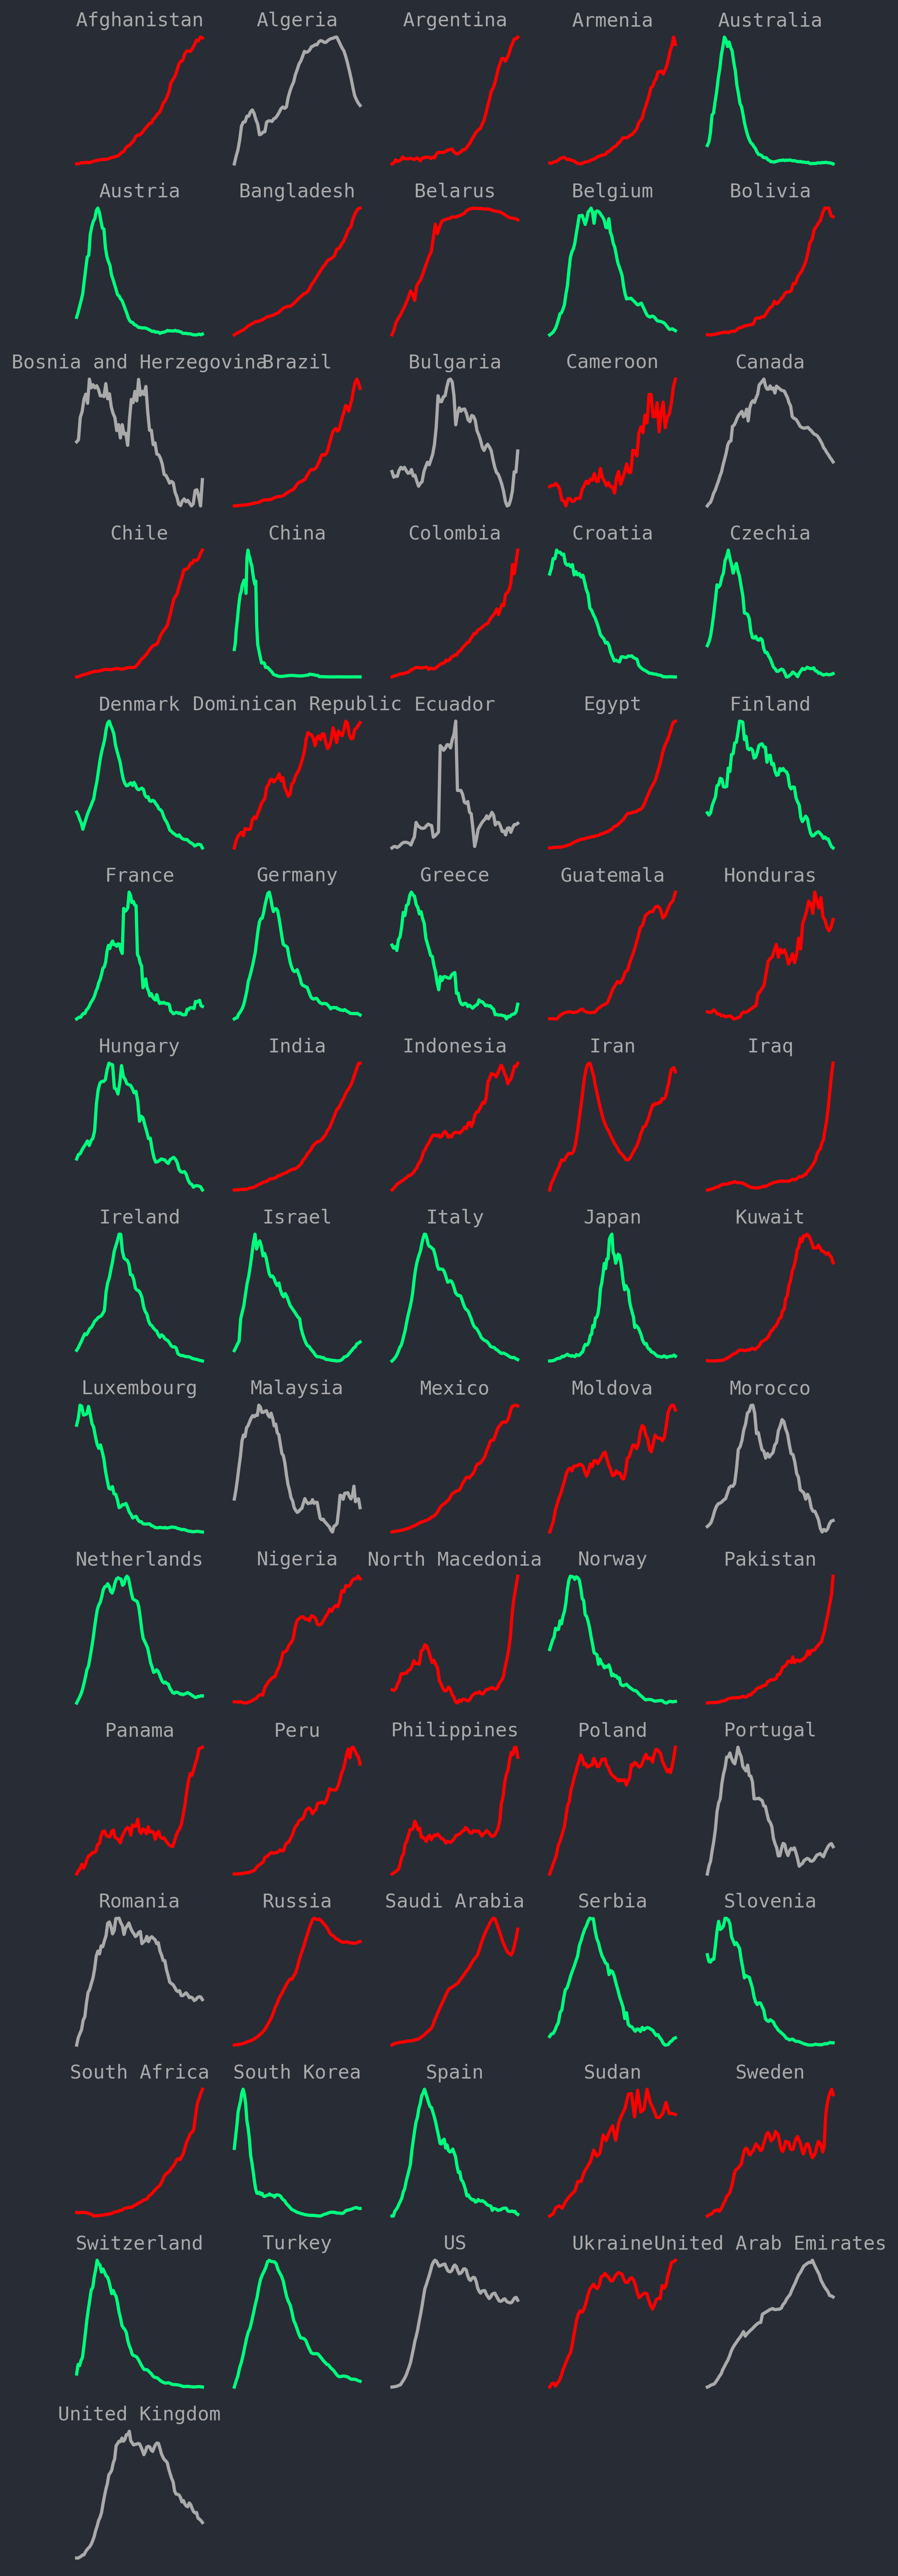 Afghanistan Algeria Argentina Armenia Australia
Austria Bangladesh Belarus Belgium Bolivia
Bosnia and Herzegovina Brazil Bulgaria Cameroon Canada
Chile China Colombia Croatia Czechia
Denmark Dominican Republic Ecuador Egypt Finland
France Germany Greece Guatemala Honduras
Hungary India Indonesia Iran Iraq
Ireland Israel Italy Japan Kuwait
Luxembourg Malaysia Mexico Moldova Morocco
Netherlands Nigeria North Macedonia Norway Pakistan
Panama Peru Philippines Poland Portugal
Romania Russia Saudi Arabia Serbia Slovenia
South Africa South Korea Spain Sudan Sweden
Switzerland Turkey US Ukraine United Arab Emirates
United Kingdom